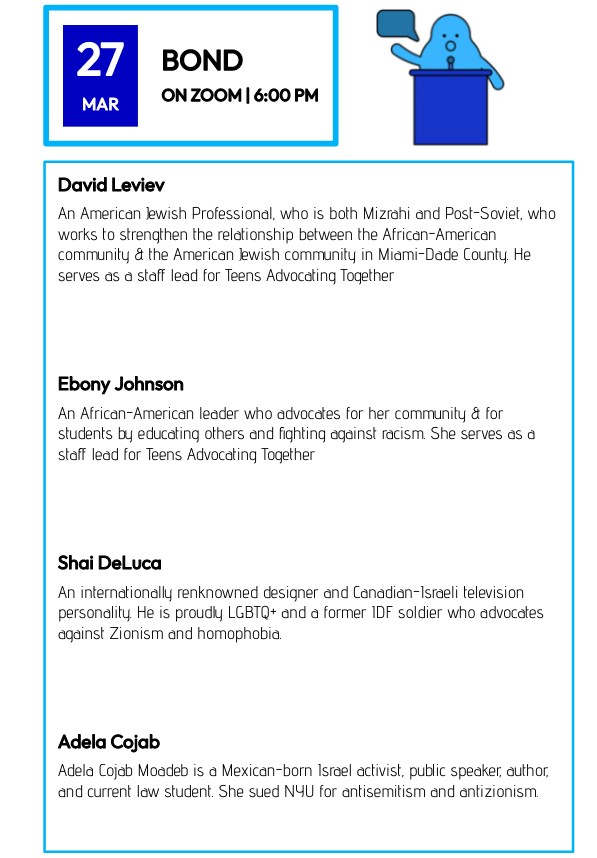 27
MAR
BOND
ON ZOOM | 6:00 PM
David Leviev
An American Jewish Professional, who is both Mizrahi and Post-Soviet, who
works to strengthen the relationship between the African-American
community & the American Jewish community in Miami-Dade County. He
serves as a staff lead for Teens Advocating Together
Ebony Johnson
An African-American leader who advocates for her community & for
students by educating others and fighting against racism. She serves as a
staff lead for Teens Advocating Together
Shai DeLuca
An internationally renknowned designer and Canadian-Israeli television
personality. He is proudly LGBTQ+ and a former IDF soldier who advocates
against Zionism and homophobia.
Adela Cojab
Adela Cojab Moadeb is a Mexican-born Israel activist, public speaker, author,
and current law student. She sued NYU for antisemitism and antizionism.